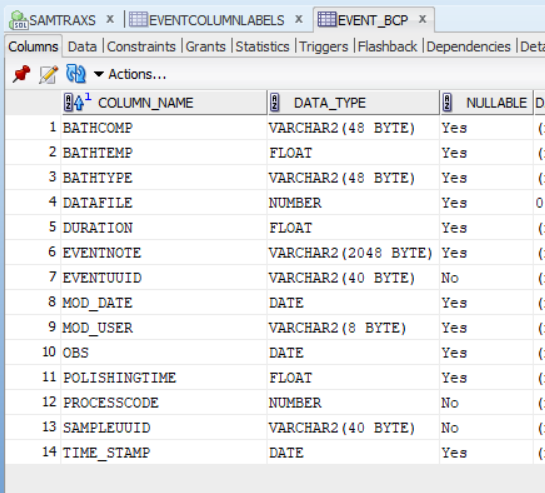 SAMTRAXS x EVENTCOLUMNLABELS x EVENT_BCP x
Columns Data Constraints Grants Statistics Triggers Flashback Dependencies Deta
Actions...
COLUMN_NAME DATA_TYPE NULLABLE D
1 BATHCOMP VARCHAR2(48 BYTE) Yes (
2 BATHTEMP FLOAT Yes (
3 BATHTYPE VARCHAR2(48 BYTE) Yes (
4 DATAFILE NUMBER Yes 0
5 DURATION FLOAT Yes (
6 EVENTNOTE VARCHAR2(2048 BYTE) Yes (
7 EVENTUUID VARCHAR2(40 BYTE) No (
8 MOD_DATE DATE Yes (
9 MOD_USER VARCHAR2(8 BYTE) Yes (
10 OBS DATE Yes (
11 POLISHINGTIME FLOAT Yes (
12 PROCESSCODE NUMBER No (
13 SAMPLEUUID VARCHAR2(40 BYTE) No (
14 TIME_STAMP DATE Yes (